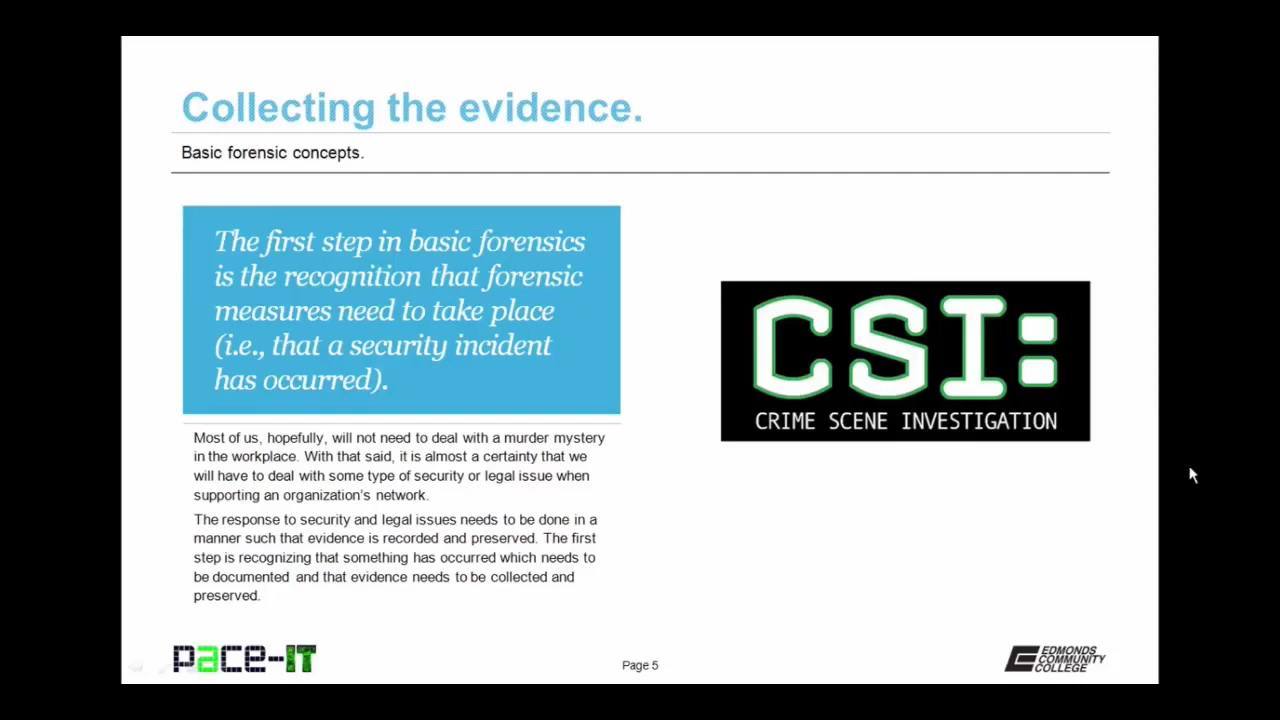 Collecting the evidence.
Basic forensic concepts.
The first step in basic forensics
is the recognition that forensic
measures need to take place
(i.e., that a security incident
has occurred).
CSI:
CRIME SCENE INVESTIGATION
Most of us, hopefully, will not need to deal with a murder mystery
in the workplace. With that said, it is almost a certainty that we
will have to deal with some type of security or legal issue when
supporting an organization's network.
The response to security and legal issues needs to be done in a
manner such that evidence is recorded and preserved. The first
step is recognizing that something has occurred which needs to
be documented and that evidence needs to be collected and
preserved.
pace-IT
Page 5
EDMONDS
COMMUNITY
COLLEGE